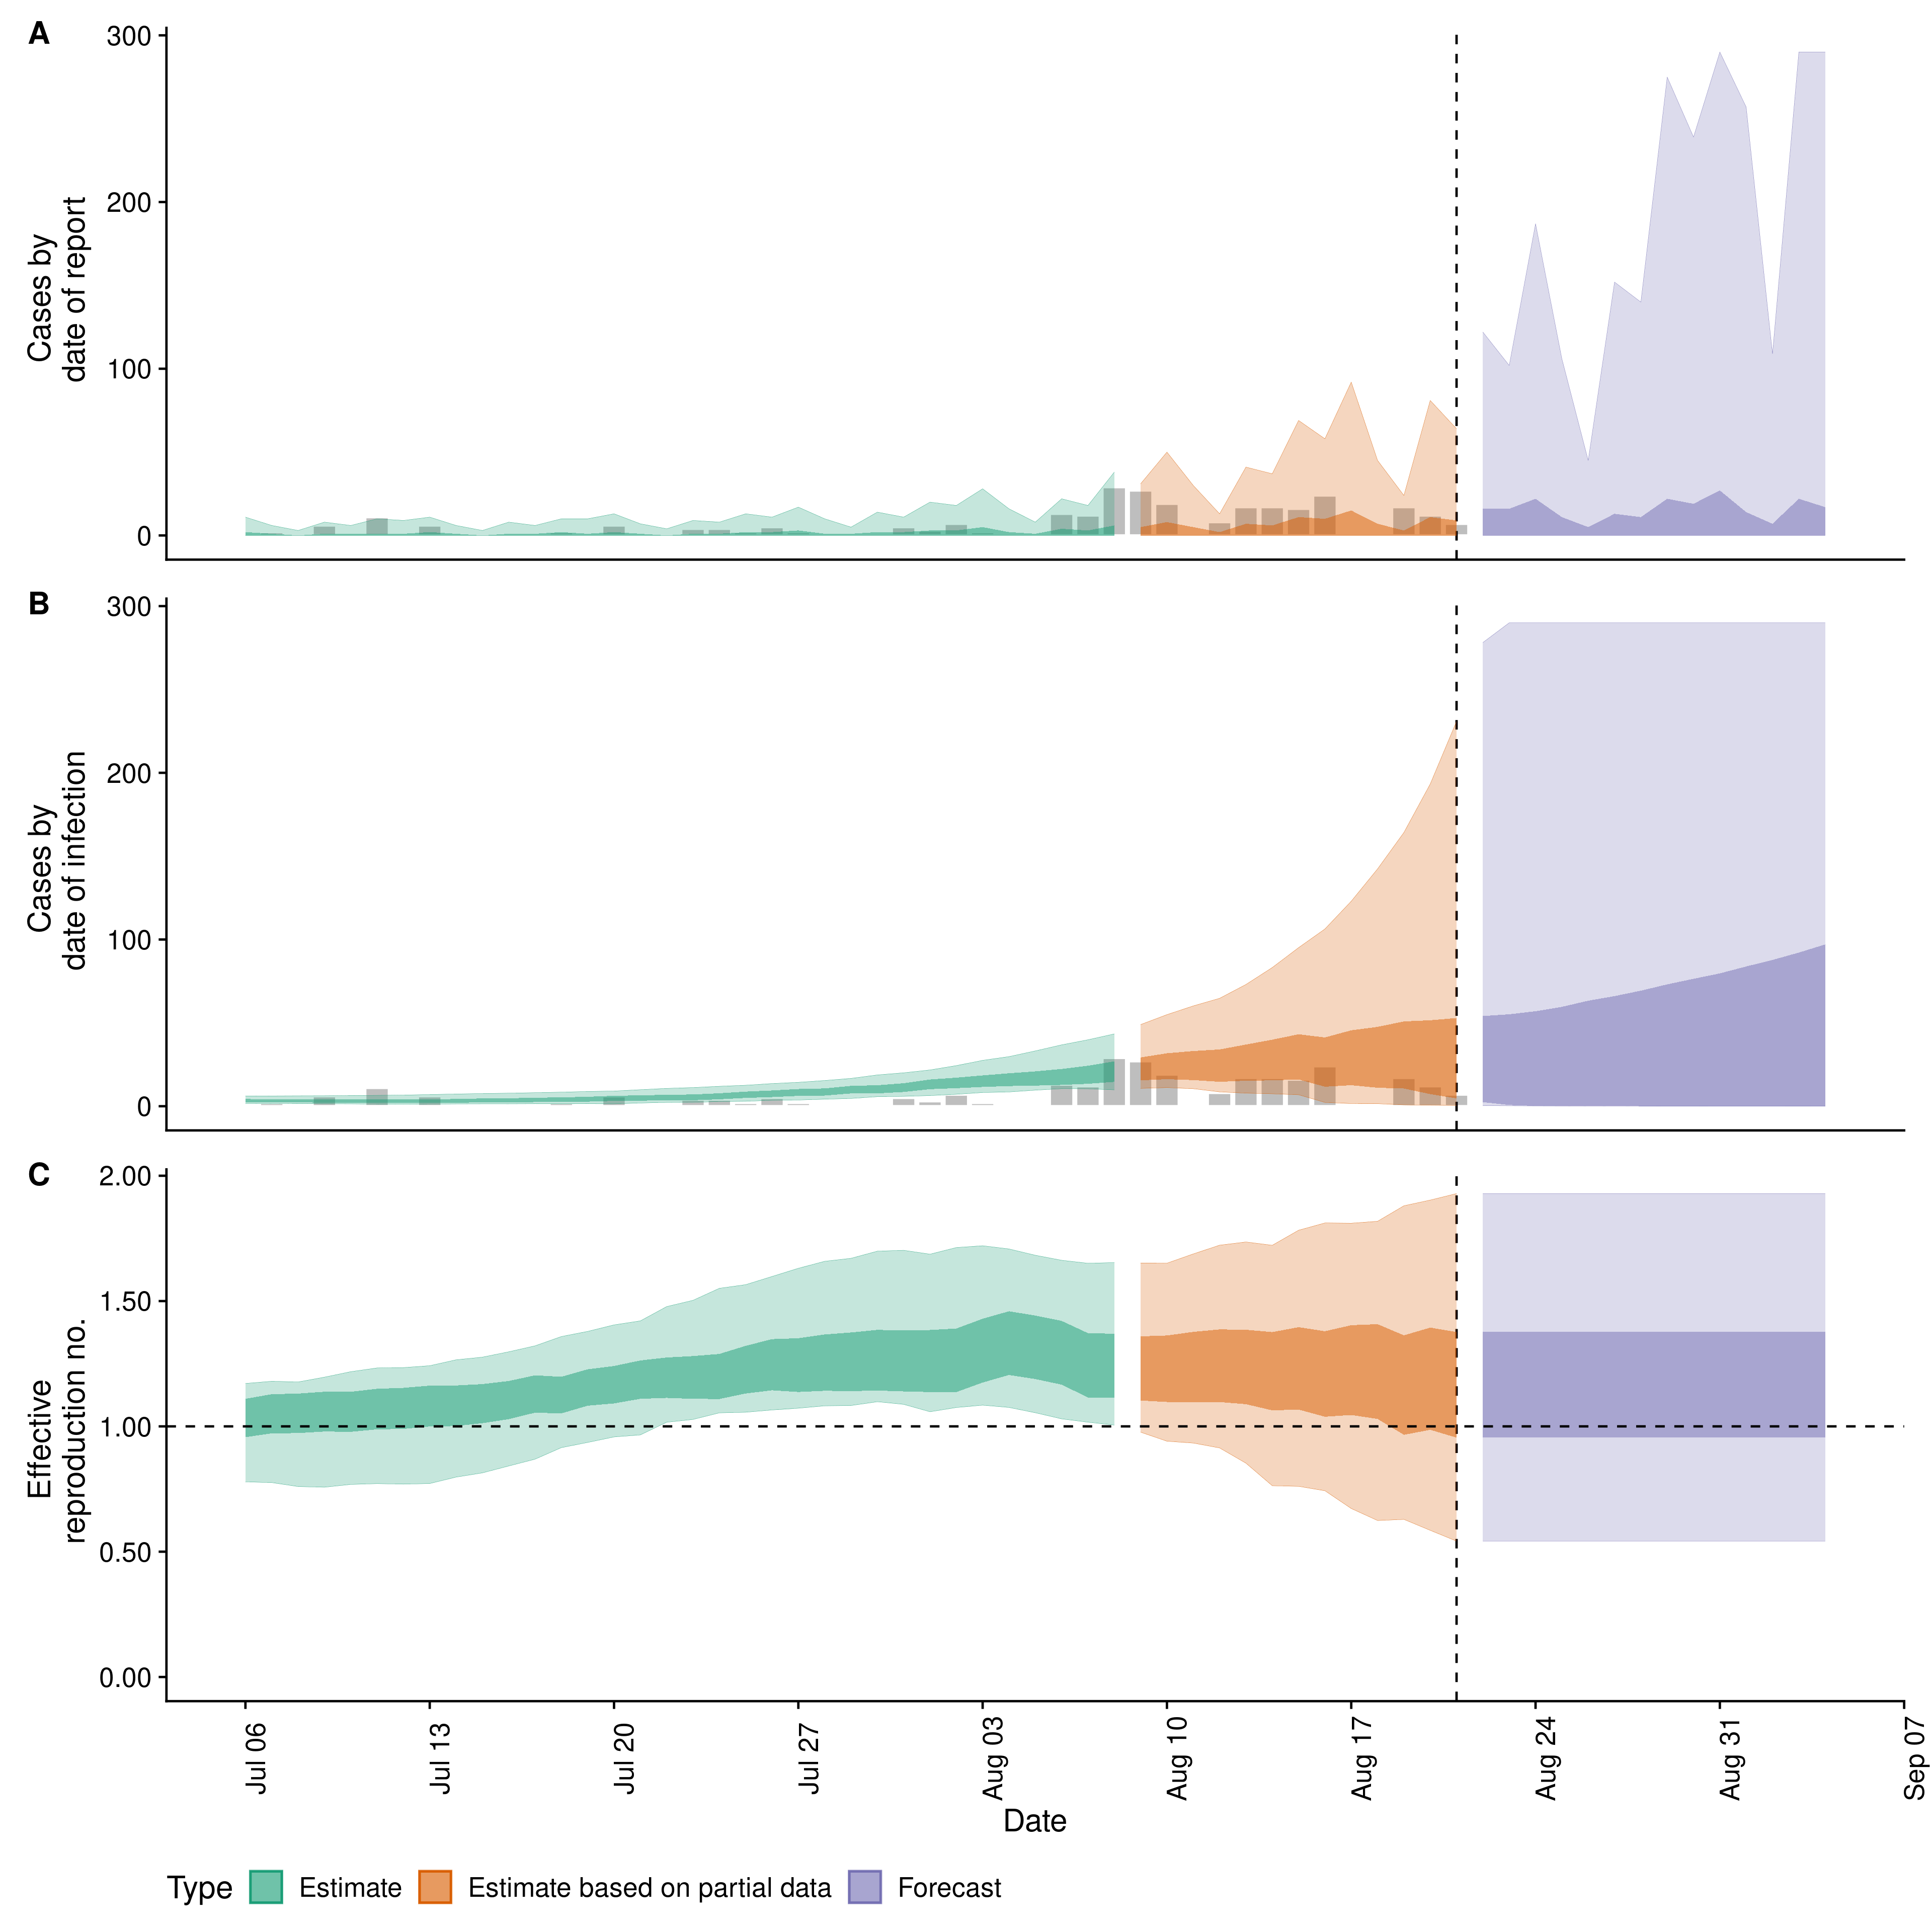 A
300
200
100
0
Cases by
date of report
B
300
200
100
0
Cases by
date of infection
C
2.00
1.50
1.00
0.50
0.00
Effective
reproduction no.
Jul 06
Jul 13
Jul 20
Jul 27
Aug 03
Aug 10
Aug 17
Aug 24
Aug 31
Sep 07
Date
Type Estimate Estimate based on partial data Forecast